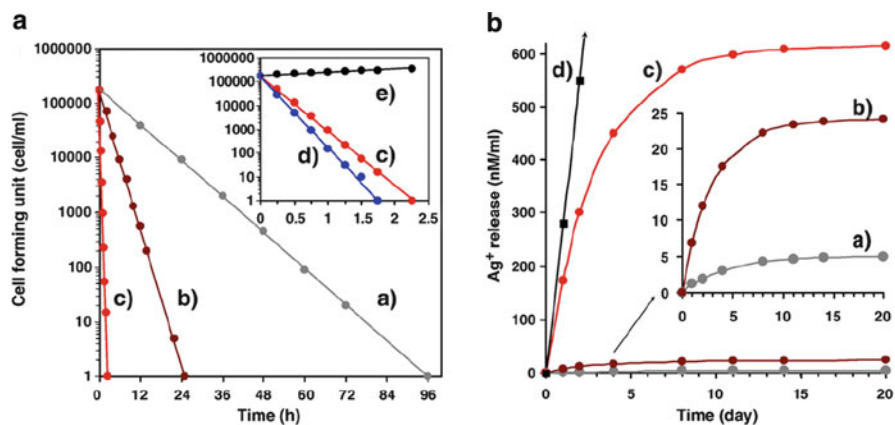 a
Cell forming unit (cell/ml)
1000000
100000
10000
1000
100
10
1
0 12 24 36 48 60 72 84 96
Time (h)
c)
b)
a)
1000000
100000
10000
1000
100
10
1
0 0.5 1.0 1.5 2.0 2.5
e)
d)
c)
b
Ag⁺ release (nM/ml)
600
500
400
300
200
100
0
0 5 10 15 20
Time (day)
d)
c)
25
20
15
10
5
0
0 5 10 15 20
b)
a)